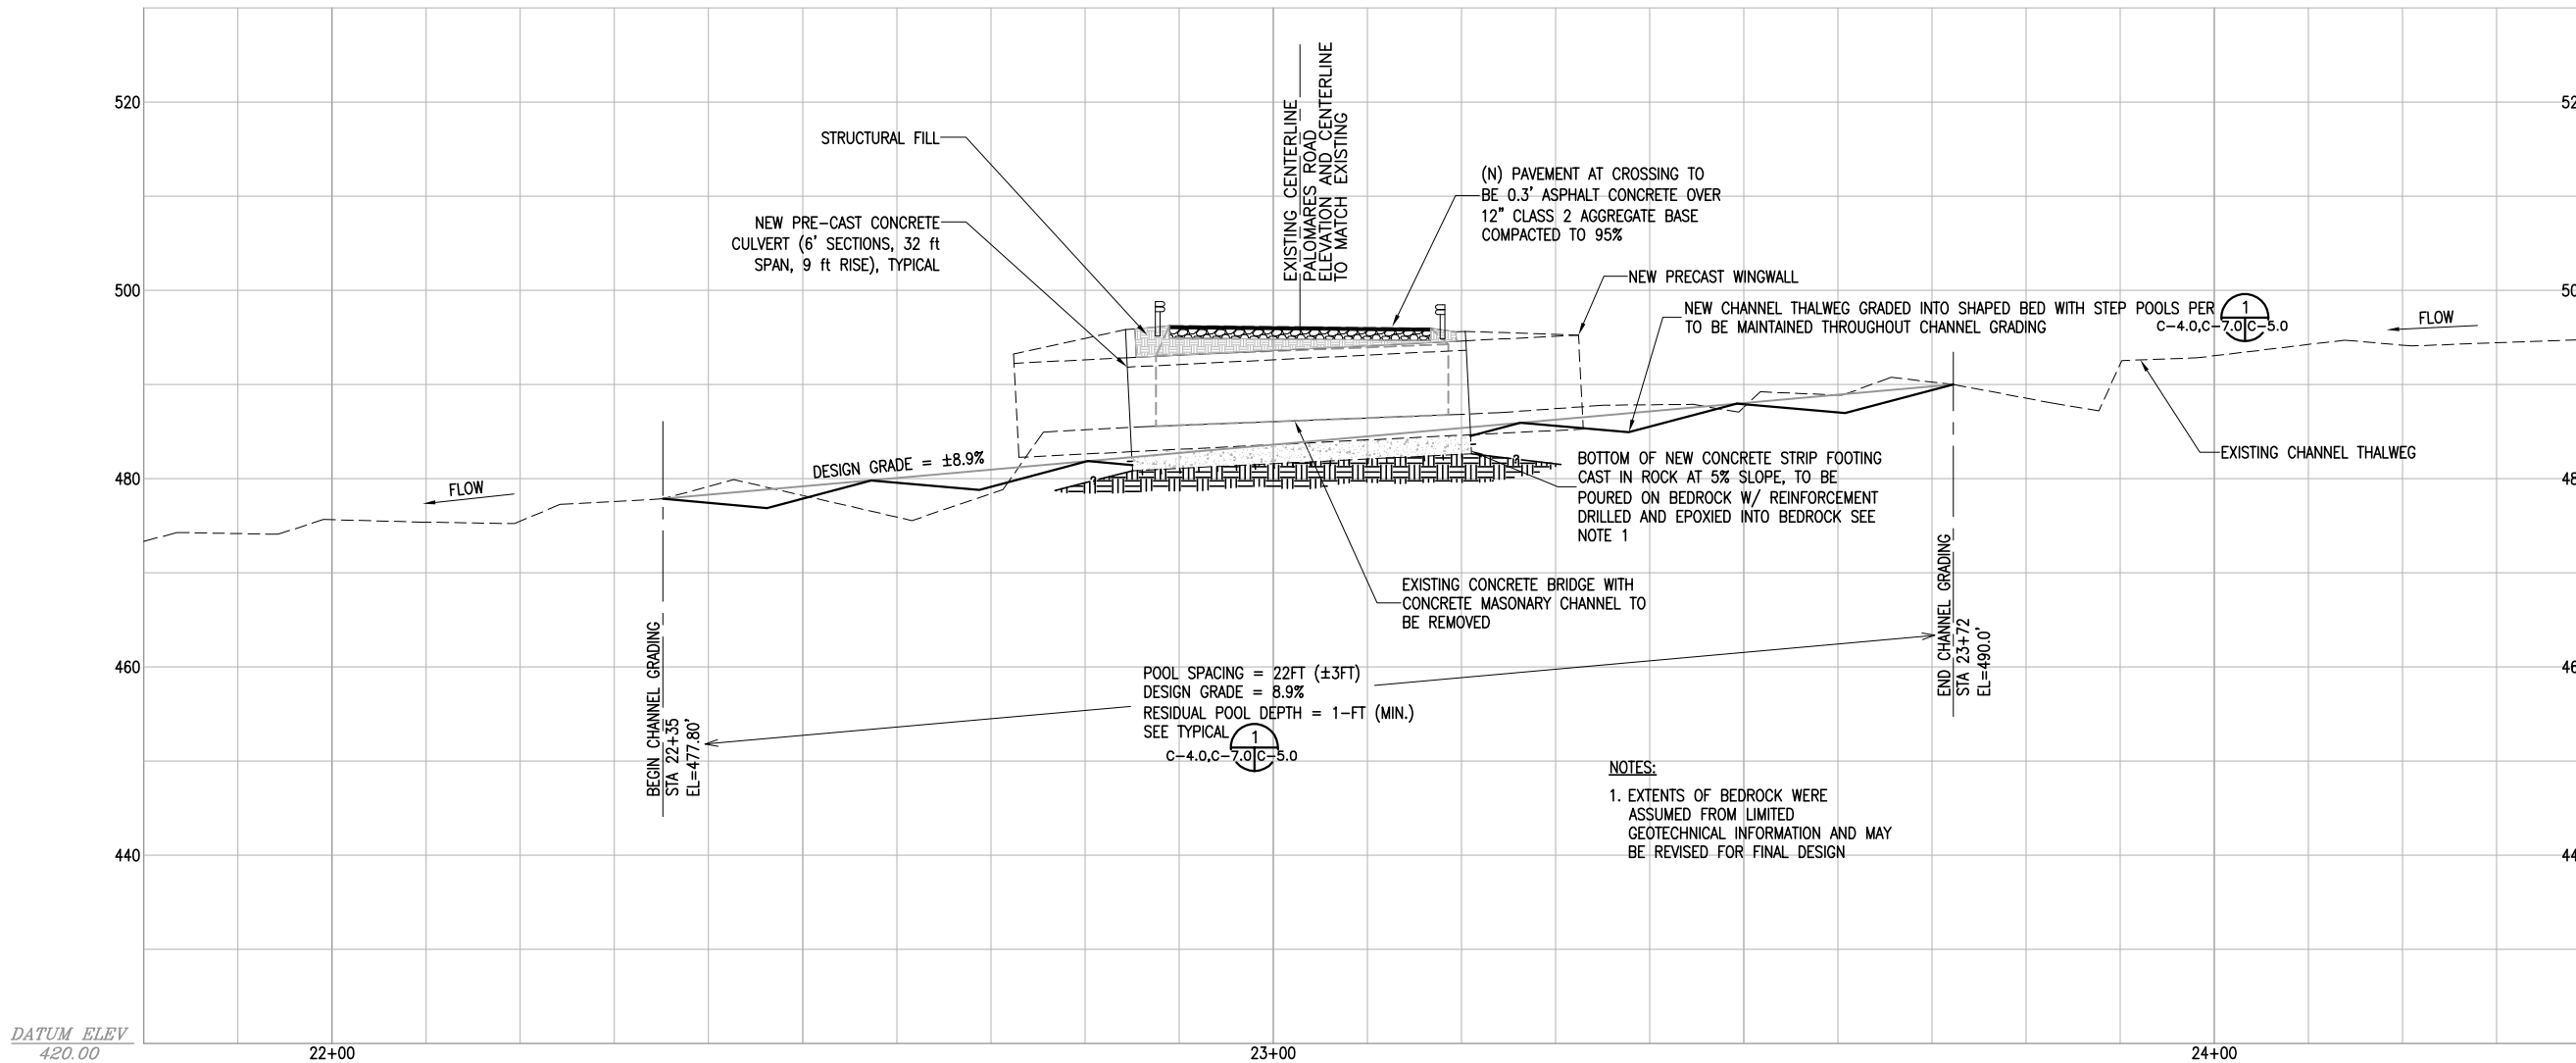 520
500
480
460
440
DATUM ELEV
420.00
22+00
23+00
24+00
STRUCTURAL FILL
NEW PRE-CAST CONCRETE
CULVERT (6' SECTIONS, 32 ft
SPAN, 9 ft RISE), TYPICAL
EXISTING CENTERLINE
PALOMARES ROAD
ELEVATION AND CENTERLINE
TO MATCH EXISTING
(N) PAVEMENT AT CROSSING TO
BE 0.3' ASPHALT CONCRETE OVER
12" CLASS 2 AGGREGATE BASE
COMPACTED TO 95%
NEW PRECAST WINGWALL
NEW CHANNEL THALWEG GRADED INTO SHAPED BED WITH STEP POOLS PER
TO BE MAINTAINED THROUGHOUT CHANNEL GRADING
1
C-4.0,C-7.0 C-5.0
FLOW
EXISTING CHANNEL THALWEG
DESIGN GRADE = ±8.9%
FLOW
BOTTOM OF NEW CONCRETE STRIP FOOTING
CAST IN ROCK AT 5% SLOPE, TO BE
POURED ON BEDROCK W/ REINFORCEMENT
DRILLED AND EPOXIED INTO BEDROCK SEE
NOTE 1
EXISTING CONCRETE BRIDGE WITH
CONCRETE MASONARY CHANNEL TO
BE REMOVED
BEGIN CHANNEL GRADING
STA 22+35
EL=477.80'
POOL SPACING = 22FT (±3FT)
DESIGN GRADE = 8.9%
RESIDUAL POOL DEPTH = 1-FT (MIN.)
SEE TYPICAL
1
C-4.0,C-7.0 C-5.0
END CHANNEL GRADING
STA 23+72
EL=490.0'
NOTES:
1. EXTENTS OF BEDROCK WERE
ASSUMED FROM LIMITED
GEOTECHNICAL INFORMATION AND MAY
BE REVISED FOR FINAL DESIGN